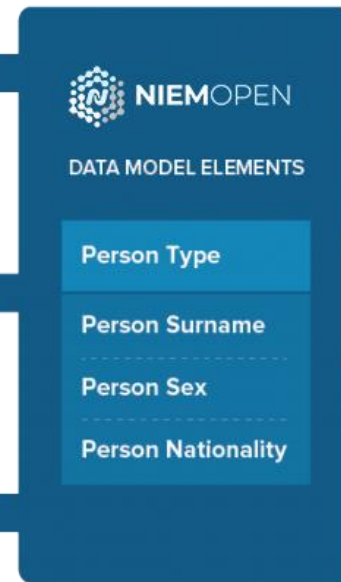 NIEMOPEN
DATA MODEL ELEMENTS
Person Type
Person Surname
Person Sex
Person Nationality